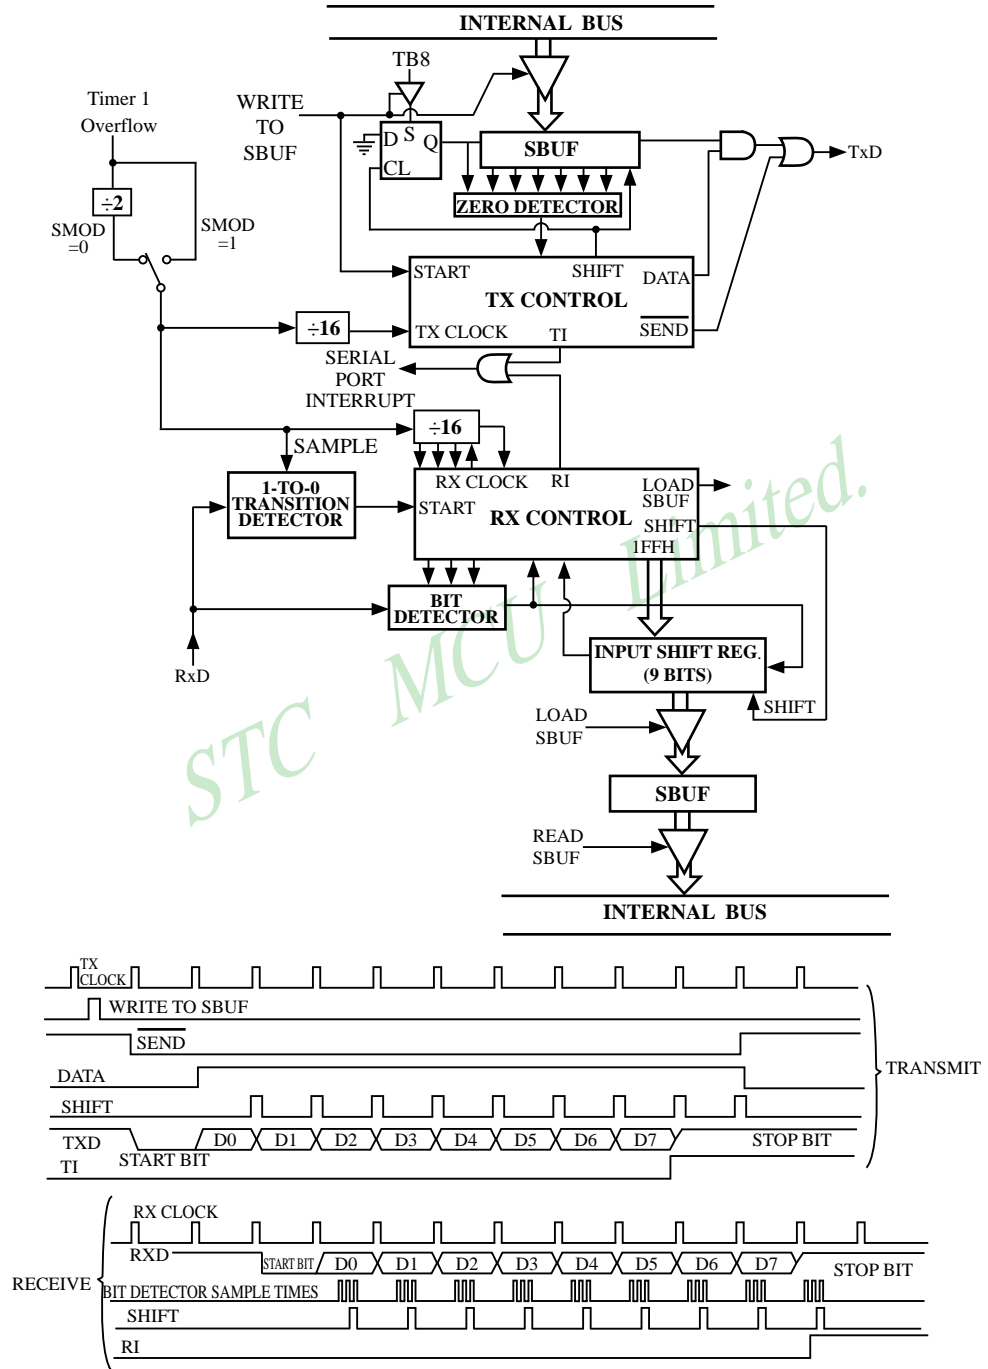 INTERNAL BUS
TB8
Timer 1
Overflow
WRITE
TO
SBUF
D
S
Q
CL
SBUF
TxD
ZERO DETECTOR
÷2
SMOD
=0
SMOD
=1
START
SHIFT
DATA
TX CONTROL
SEND
÷16
TX CLOCK
TI
SERIAL
PORT
INTERRUPT
÷16
SAMPLE
1-TO-0
TRANSITION
DETECTOR
RX CLOCK
RI
LOAD
SBUF
START
RX CONTROL
SHIFT
1FFH
BIT
DETECTOR
RxD
INPUT SHIFT REG.
(9 BITS)
SHIFT
LOAD
SBUF
SBUF
READ
SBUF
INTERNAL BUS
STC MCU Limited.
TX
CLOCK
WRITE TO SBUF
SEND
DATA
TRANSMIT
SHIFT
TXD
START BIT
D0 D1 D2 D3 D4 D5 D6 D7
STOP BIT
TI
RX CLOCK
RXD
START BIT
D0 D1 D2 D3 D4 D5 D6 D7
STOP BIT
RECEIVE
BIT DETECTOR SAMPLE TIMES
SHIFT
RI